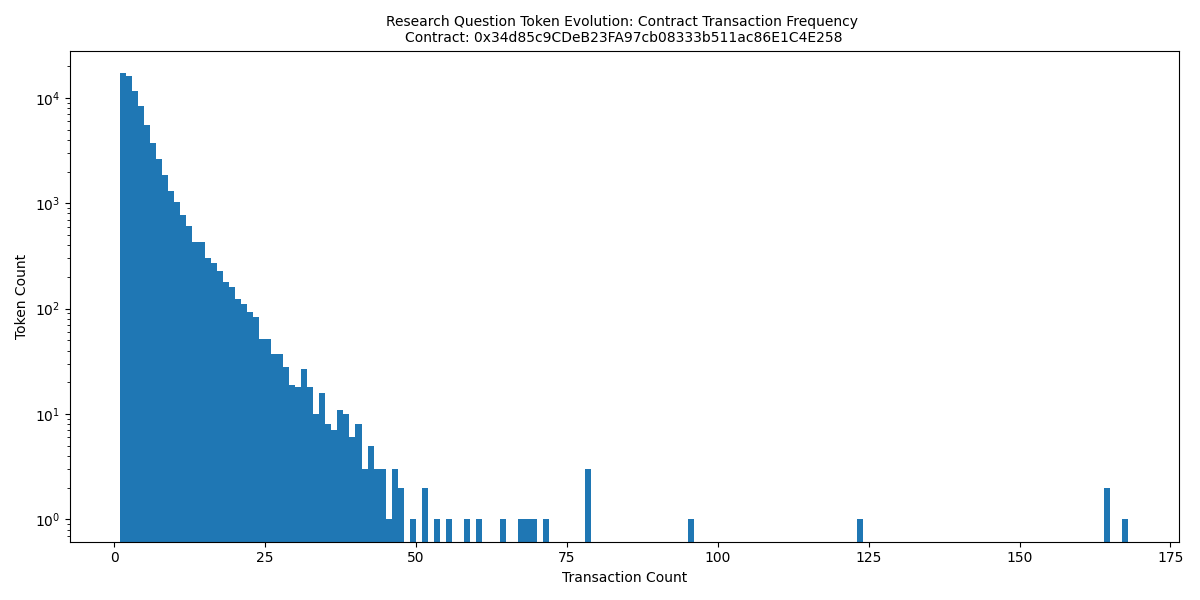 Research Question Token Evolution: Contract Transaction Frequency
Contract: 0x34d85c9CDeB23FA97cb08333b511ac86E1C4E258
Token Count
10^4
10^3
10^2
10^1
10^0
0 25 50 75 100 125 150 175
Transaction Count